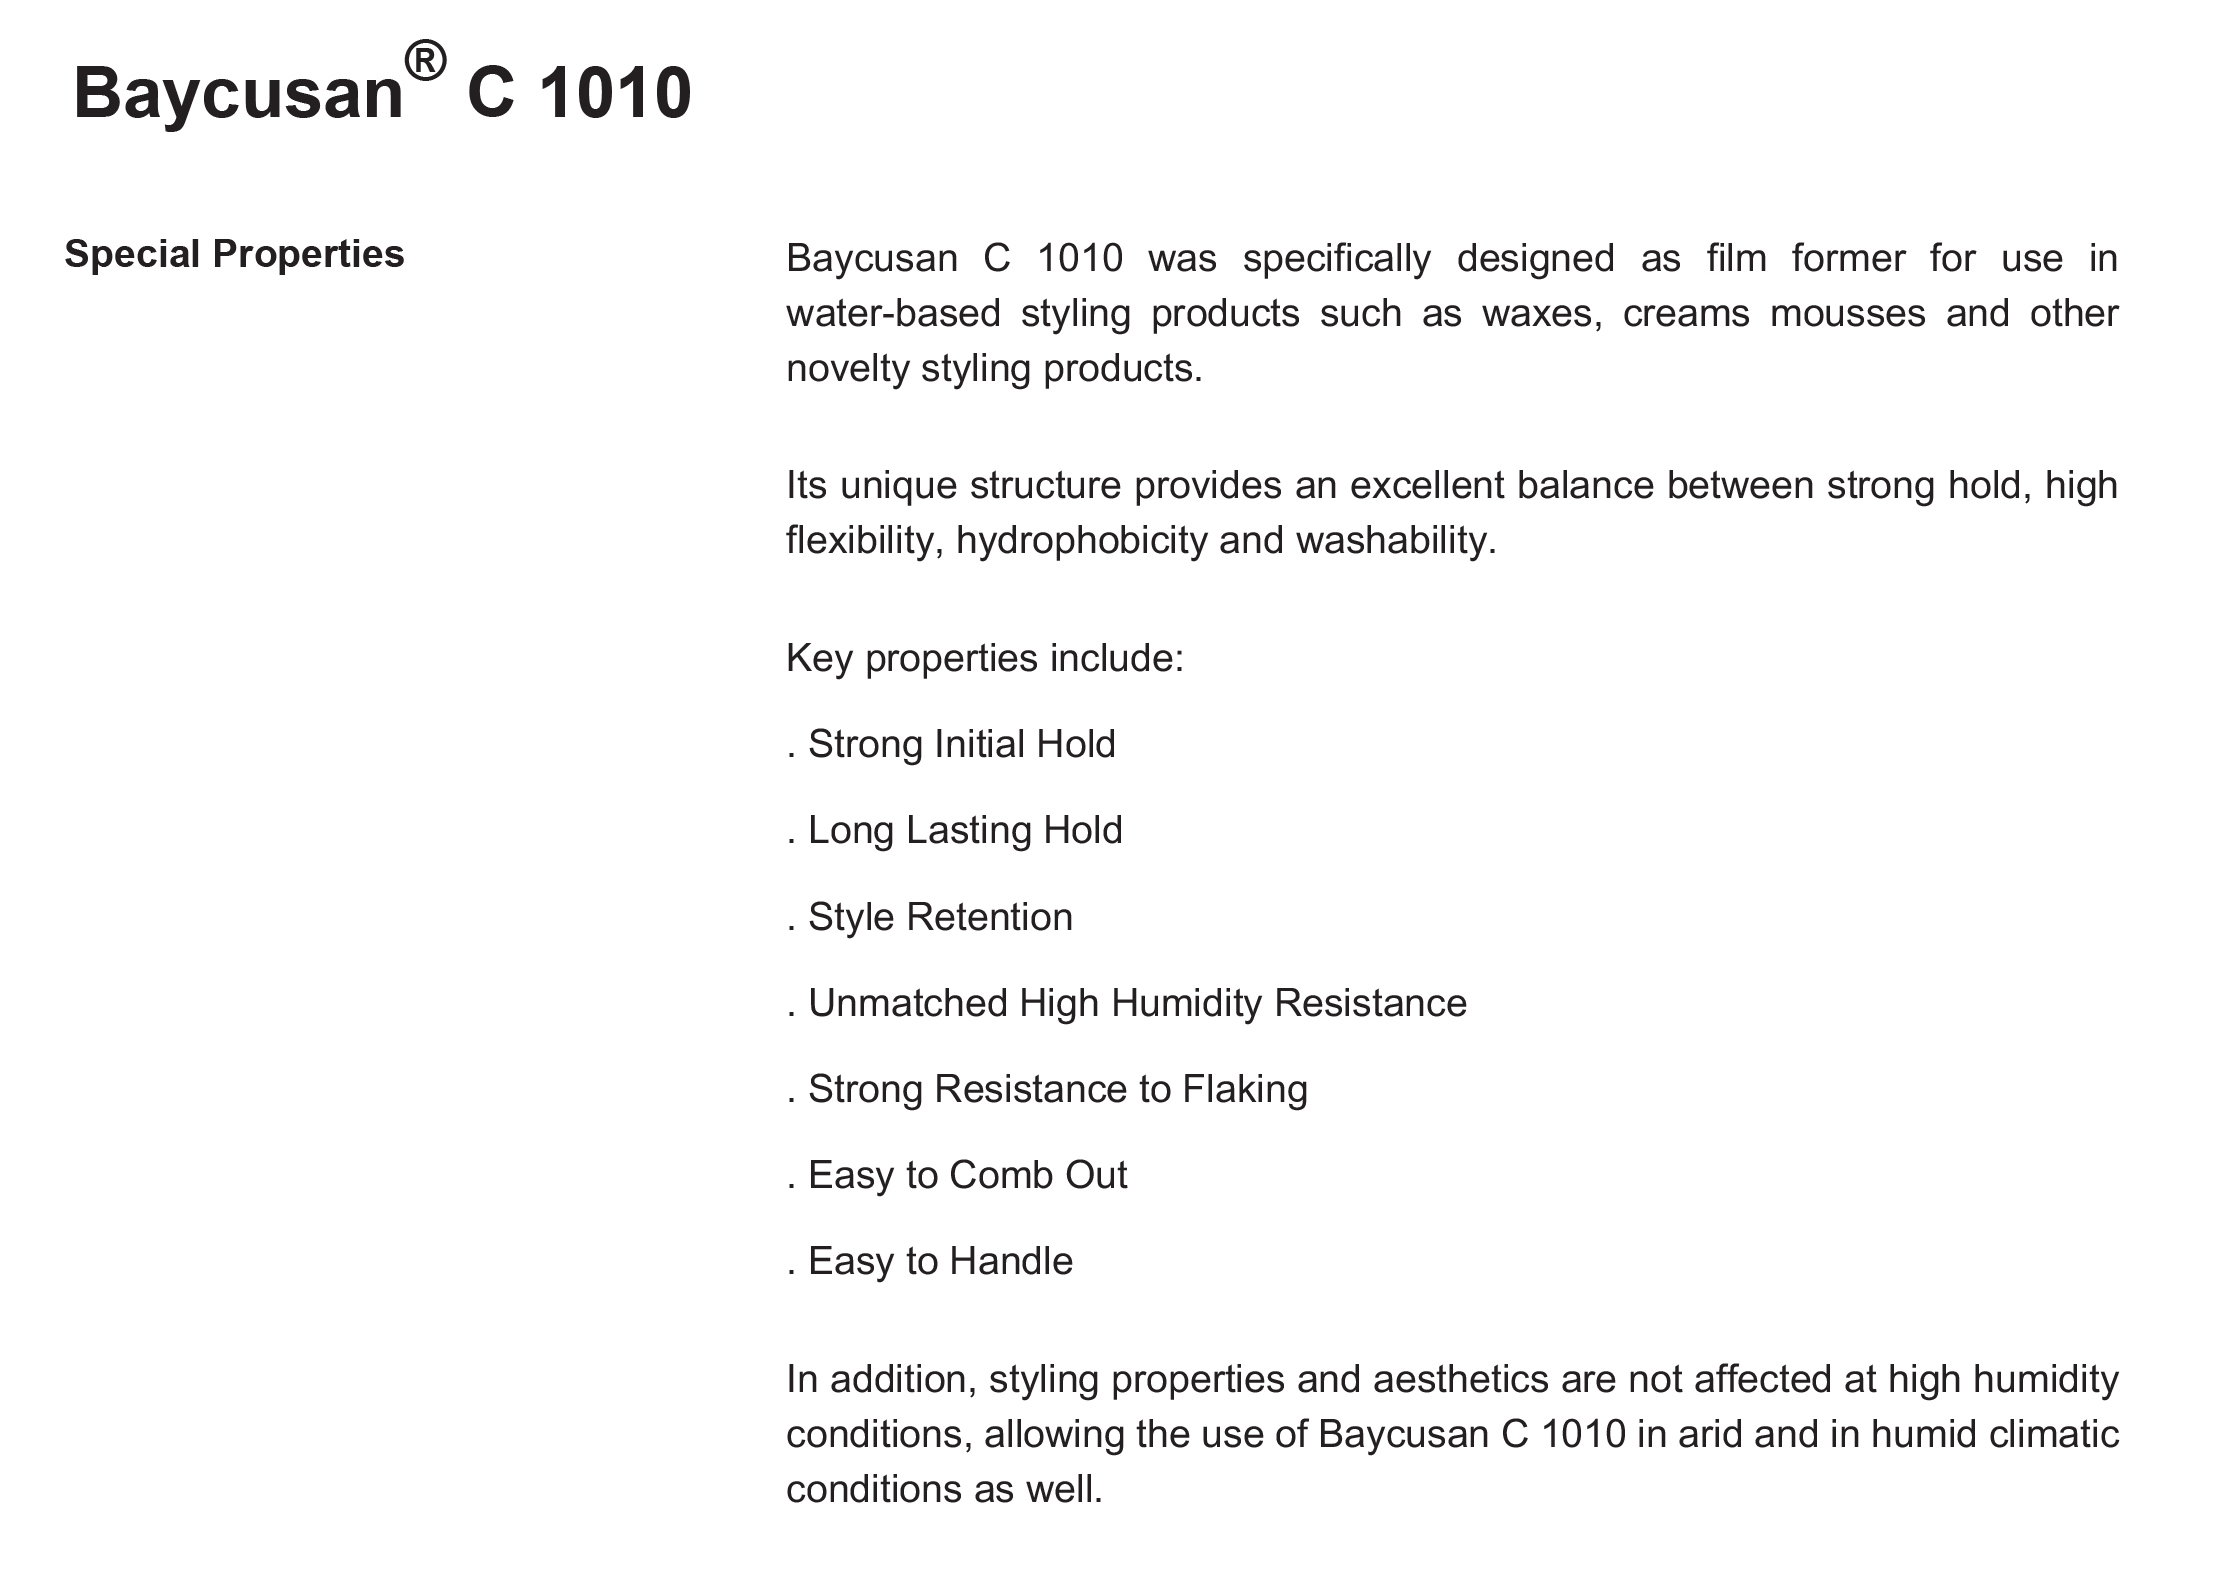 Baycusan® C 1010
Special Properties
Baycusan C 1010 was specifically designed as film former for use in
water-based styling products such as waxes, creams mousses and other
novelty styling products.
Its unique structure provides an excellent balance between strong hold, high
flexibility, hydrophobicity and washability.
Key properties include:
. Strong Initial Hold
. Long Lasting Hold
. Style Retention
. Unmatched High Humidity Resistance
. Strong Resistance to Flaking
. Easy to Comb Out
. Easy to Handle
In addition, styling properties and aesthetics are not affected at high humidity
conditions, allowing the use of Baycusan C 1010 in arid and in humid climatic
conditions as well.